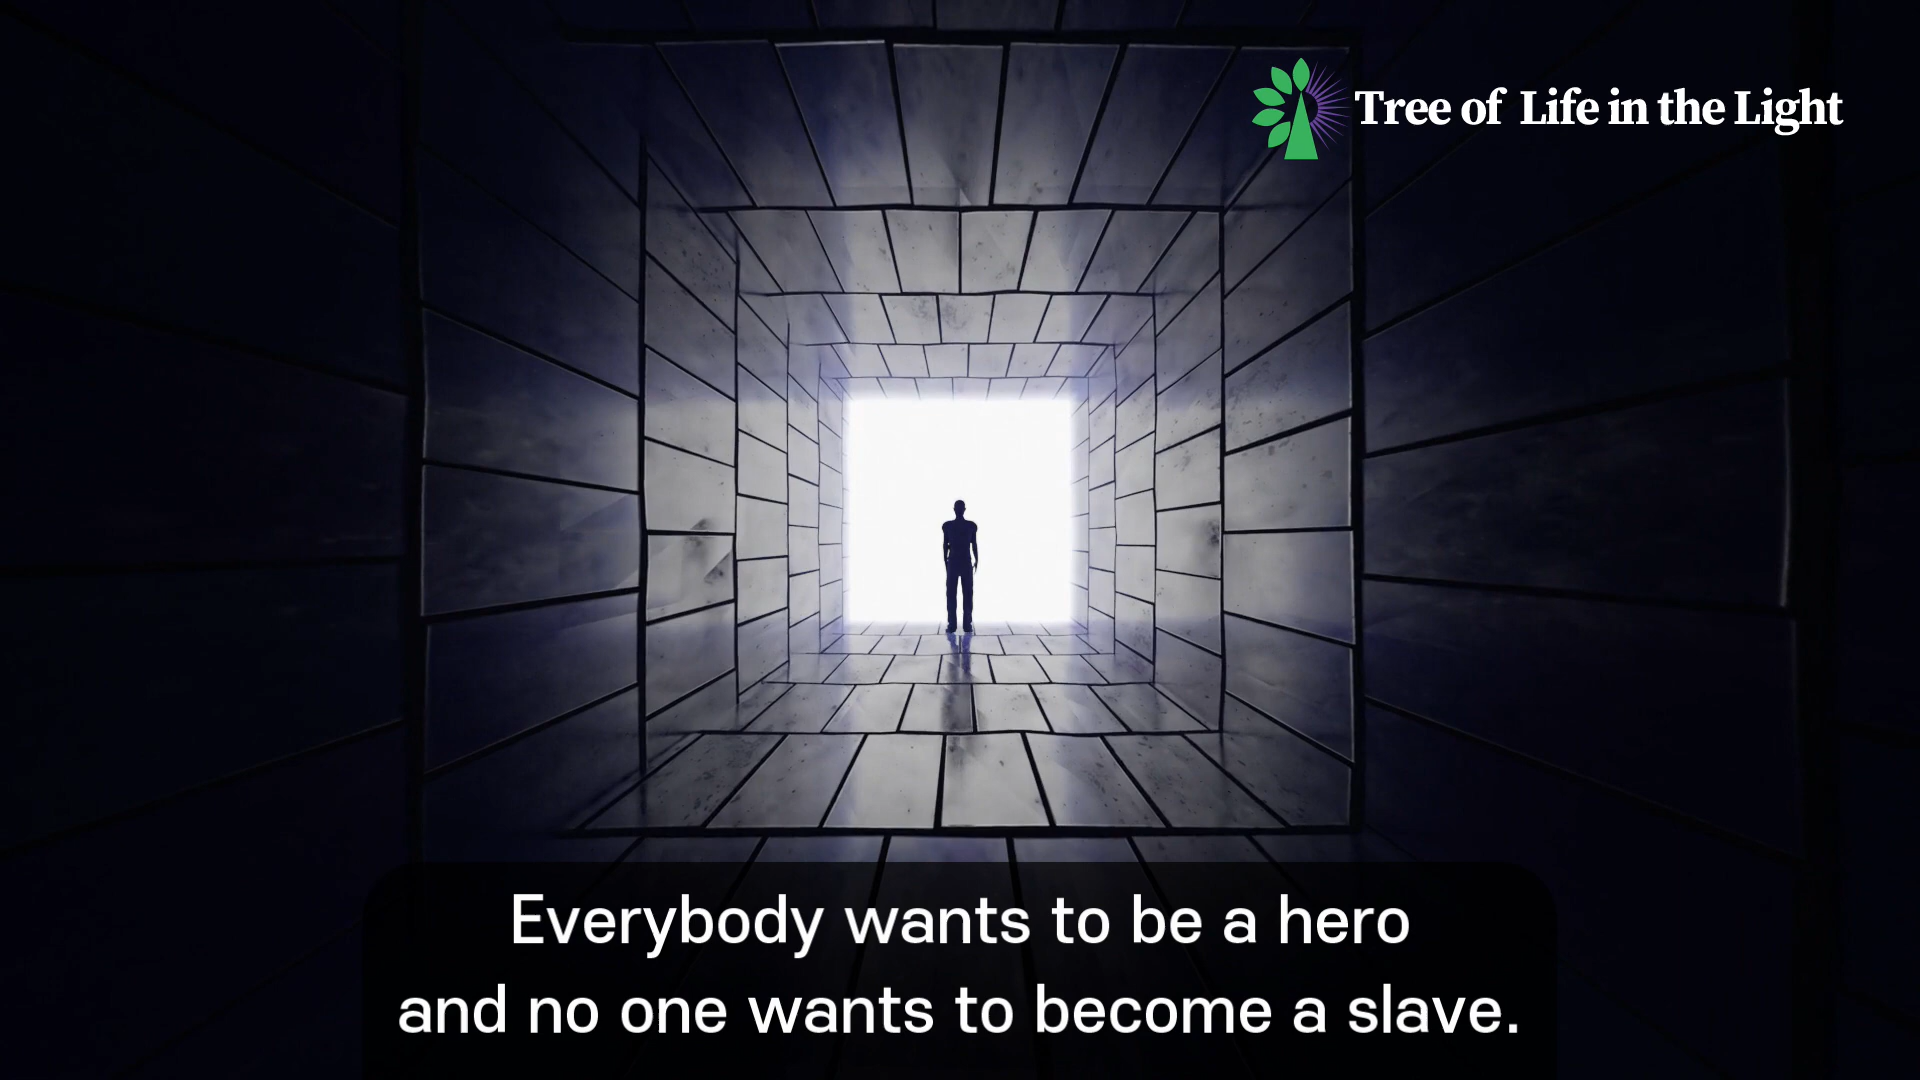 Tree of Life in the Light
Everybody wants to be a hero
and no one wants to become a slave.